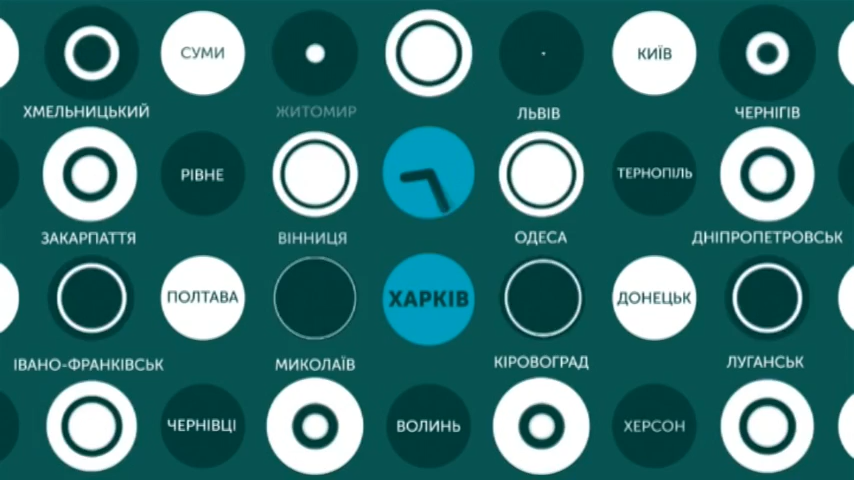 СУМИ
КИЇВ
ХМЕЛЬНИЦЬКИЙ
ЖИТОМИР
ЛЬВІВ
ЧЕРНІГІВ
РІВНЕ
ТЕРНОПІЛЬ
ЗАКАРПАТТЯ
ВІННИЦЯ
ОДЕСА
ДНІПРОПЕТРОВСЬК
ПОЛТАВА
ХАРКІВ
ДОНЕЦЬК
ІВАНО-ФРАНКІВСЬК
МИКОЛАЇВ
КІРОВОГРАД
ЛУГАНСЬК
ЧЕРНІВЦІ
ВОЛИНЬ
ХЕРСОН